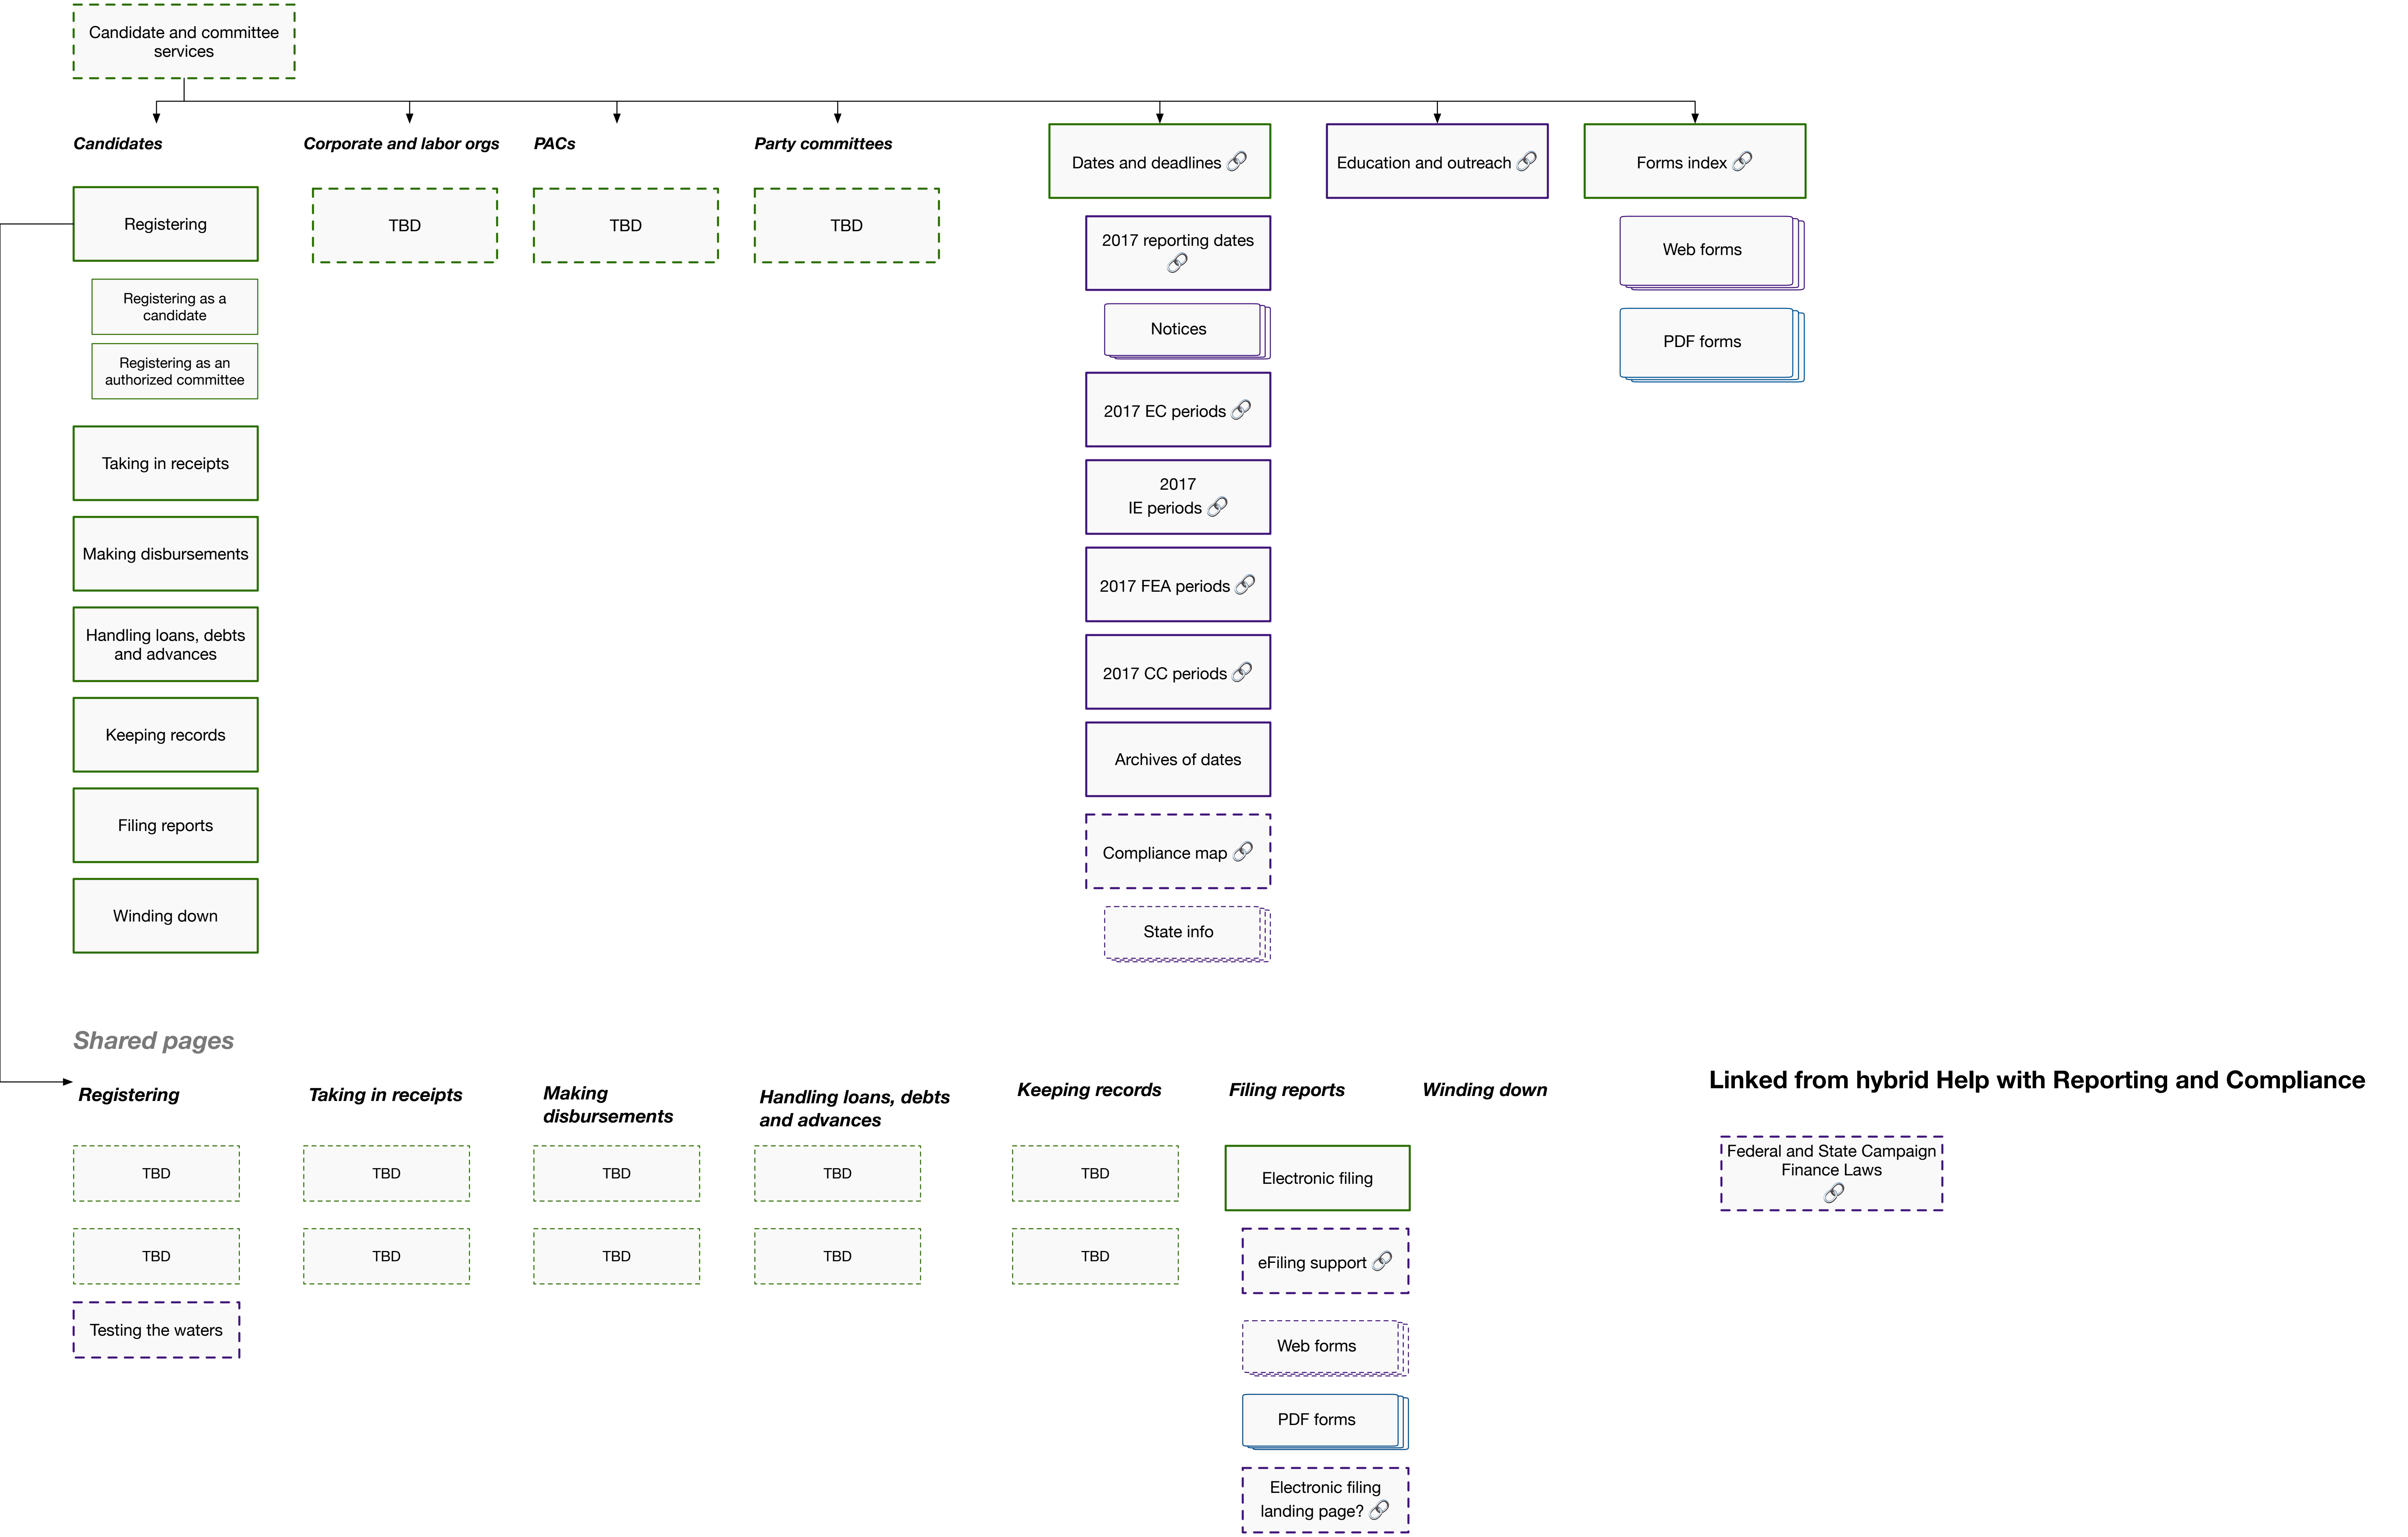 Candidate and committee
services
Candidates
Corporate and labor orgs
PACs
Party committees
Dates and deadlines
Education and outreach
Forms index
Registering
TBD
TBD
TBD
Registering as a
candidate
Registering as an
authorized committee
Taking in receipts
Making disbursements
Handling loans, debts
and advances
Keeping records
Filing reports
Winding down
2017 reporting dates
Notices
2017 EC periods
2017
IE periods
2017 FEA periods
2017 CC periods
Archives of dates
Compliance map
State info
Web forms
PDF forms
Shared pages
Registering
TBD
TBD
Testing the waters
Taking in receipts
TBD
TBD
Making
disbursements
TBD
TBD
Handling loans, debts
and advances
TBD
TBD
Keeping records
TBD
TBD
Filing reports
Electronic filing
eFiling support
Web forms
PDF forms
Electronic filing
landing page?
Winding down
Linked from hybrid Help with Reporting and Compliance
Federal and State Campaign
Finance Laws